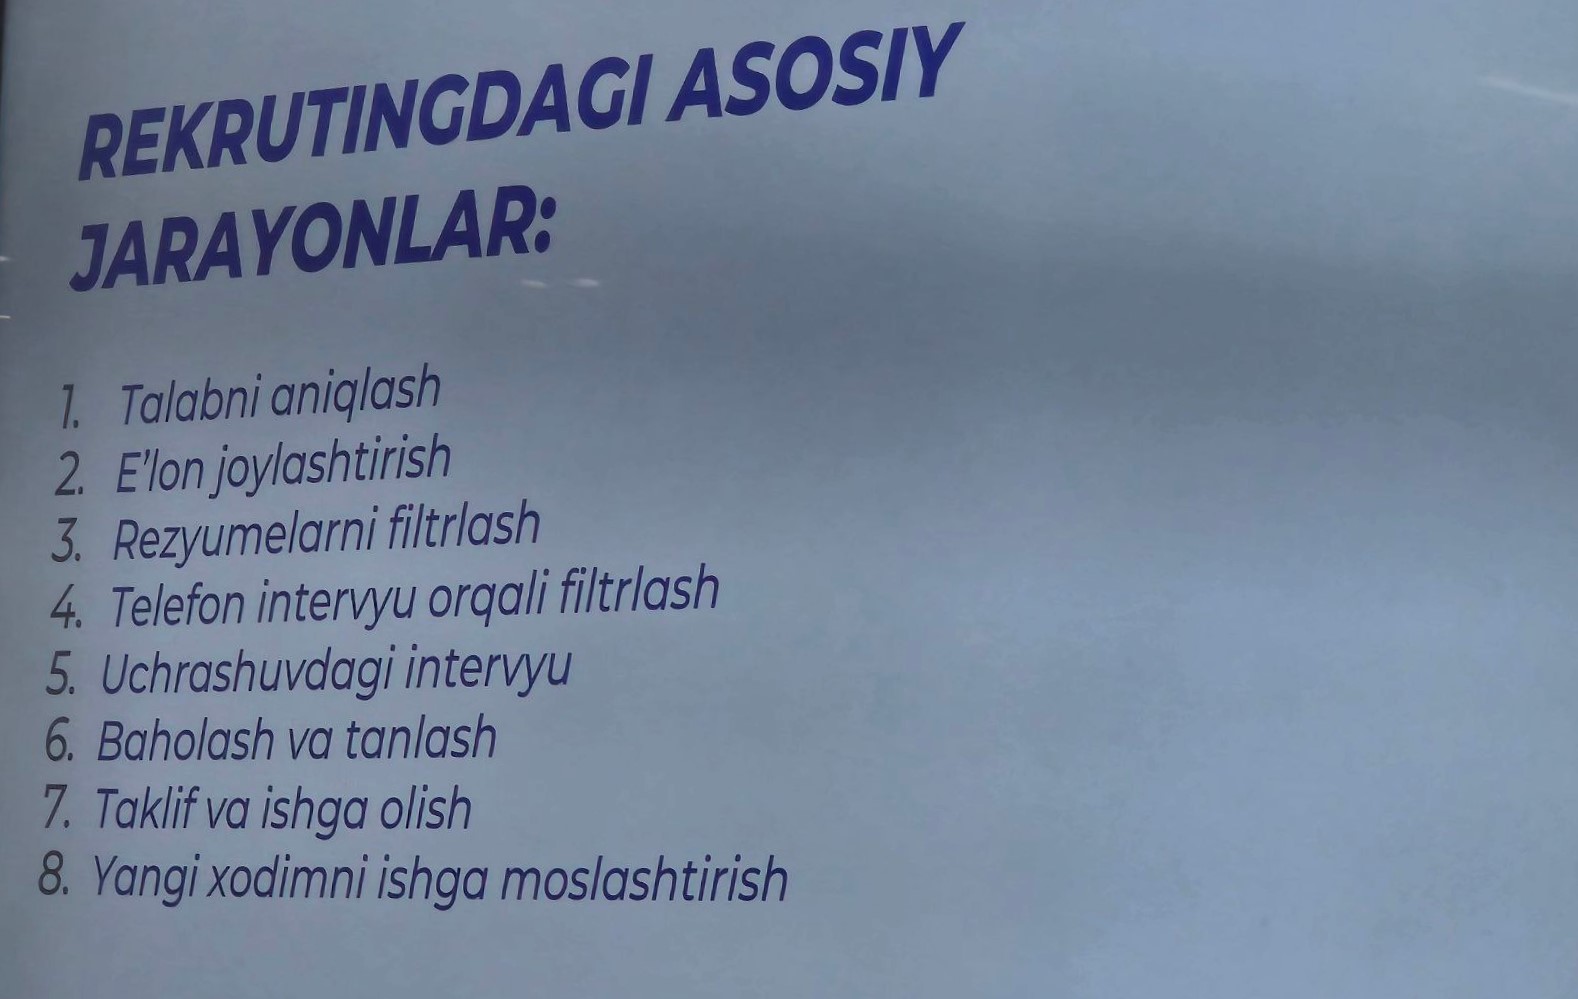 REKRUTINGDAGI ASOSIY
JARAYONLAR:
1. Talabni aniqlash
2. E'lon joylashtirish
3. Rezyumelarni filtrlash
4. Telefon intervyu orqali filtrlash
5. Uchrashuvdagi intervyu
6. Baholash va tanlash
7. Taklif va ishga olish
8. Yangi xodimni ishga moslashtirish